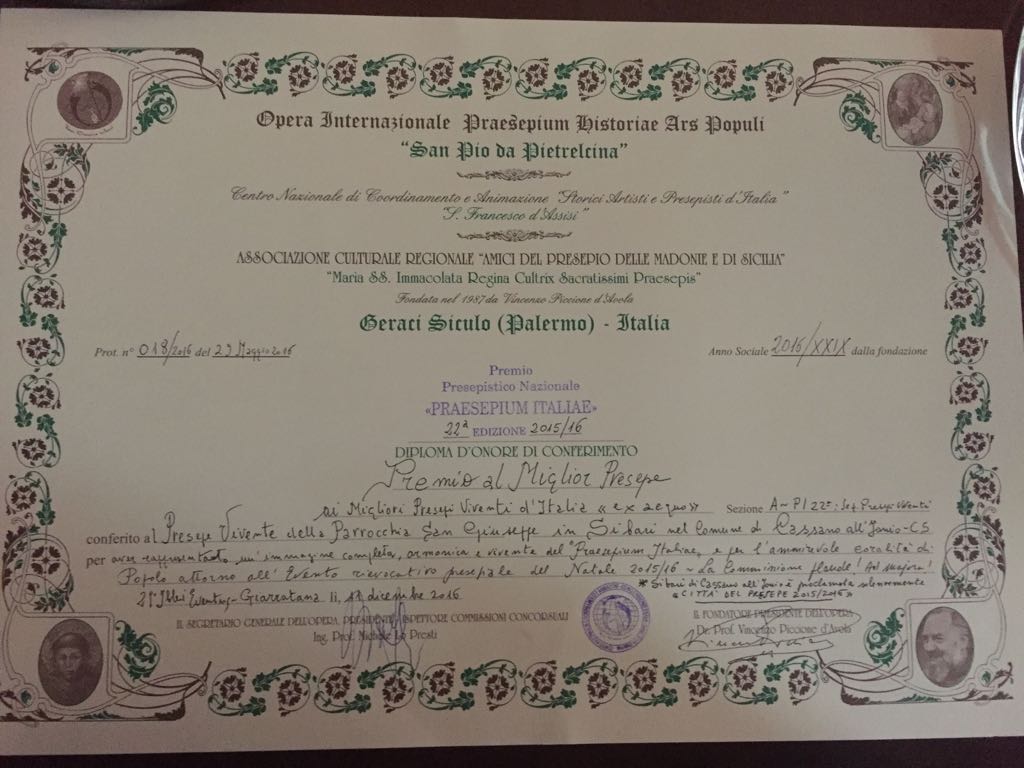 Opera Internazionale Praesepium Historiae Ars Populi
"San Pio da Pietrelcina"
Centro Nazionale di Coordinamento e Animazione "Storici Artisti e Presepisti d'Italia"
"S. Francesco d'Assisi"
ASSOCIAZIONE CULTURALE REGIONALE "AMICI DEL PRESEPIO DELLE MADONIE E DI SICILIA"
"Maria SS. Immacolata Regina Cultrix Sacratissimi Praesepis"
Fondata nel 1987 da Vincenzo Piccione d'Avola
Geraci Siculo (Palermo) - Italia
Prot. n° 018/2016 del 29 Maggio 2016
Anno Sociale 2016/XXIX dalla fondazione
Premio
Presepistico Nazionale
«PRAESEPIUM ITALIAE»
22ª EDIZIONE 2015/16
DIPLOMA D'ONORE DI CONFERIMENTO
Premio al Miglior Presepe
ai Migliori Presepi Viventi d'Italia «ex aequo» Sezione A-P/22ª: Presepi Viventi
conferito al Presepe Vivente della Parrocchia San Giuseppe in Sibari nel Comune di Cassano all'Jonio-CS
per aver rappresentato un'immagine completa, armonica e vivente del "Praesepium Italiae, e per l'ammirevole coralità di
Popolo attorno all'Evento rievocativo presepiale del Natale 2015/16 - La Commissione plaude! Ad majora!
* Sibari di Cassano all'Jonio è proclamata solennemente
«CITTA' DEL PRESEPE 2015/2016»
Giarratana lì, 11 dicembre 2016
IL SEGRETARIO GENERALE DELL'OPERA, PRESIDENTE ISPETTORE COMMISSIONI CONCORSUALI
Ing. Prof. Michele Lo Presti
IL FONDATORE PRESIDENTE DELL'OPERA
Dr. Prof. Vincenzo Piccione d'Avola